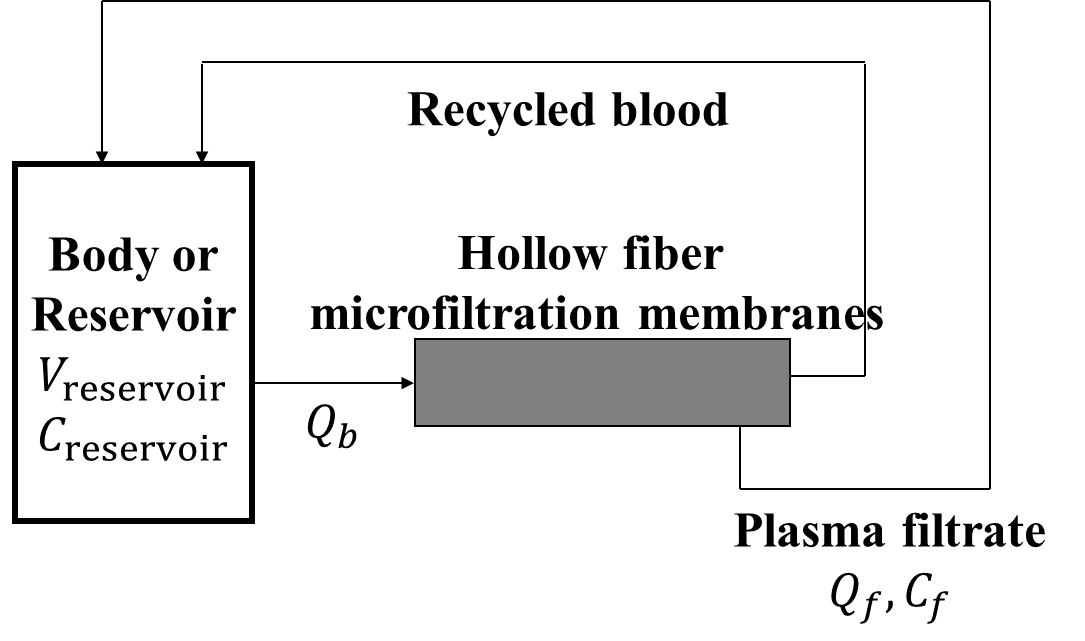 Recycled blood
Body or
Reservoir
V_reservoir
C_reservoir
Hollow fiber
microfiltration membranes
Q_b
Plasma filtrate
Q_f, C_f